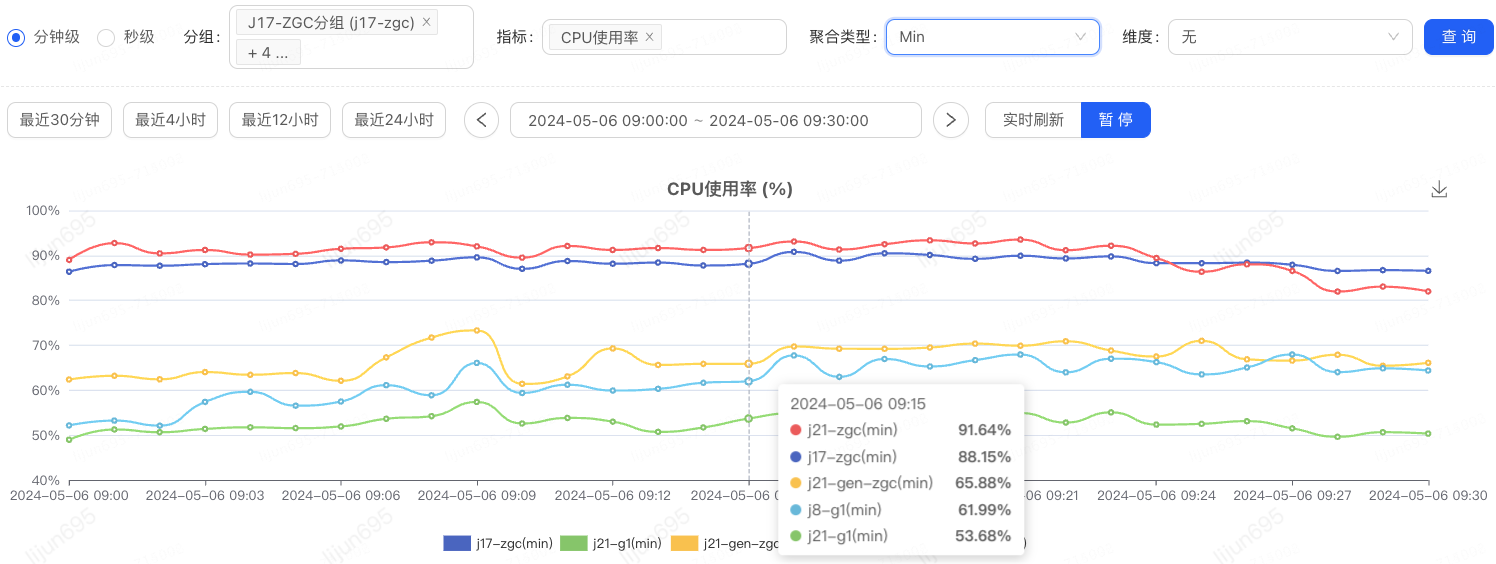 分钟级 秒级 分组： J17-ZGC分组 (j17-zgc) × 指标： CPU使用率 × 聚合类型： Min 维度： 无 查 询
+ 4 ...
最近30分钟 最近4小时 最近12小时 最近24小时 < 2024-05-06 09:00:00 ~ 2024-05-06 09:30:00 > 实时刷新 暂 停
CPU使用率 (%)
100%
90%
80%
70%
60%
50%
40%
2024-05-06 09:00 2024-05-06 09:03 2024-05-06 09:06 2024-05-06 09:09 2024-05-06 09:12 2024-05-06 0 -06 09:21 2024-05-06 09:24 2024-05-06 09:27 2024-05-06 09:30
2024-05-06 09:15
j21-zgc(min) 91.64%
j17-zgc(min) 88.15%
j21-gen-zgc(min) 65.88%
j8-g1(min) 61.99%
j21-g1(min) 53.68%
j17-zgc(min) j21-g1(min) j21-gen-zgc )
lijun695 lijun695 lijun695 lijun695 lijun695
lijun695 lijun695 lijun695 lijun695